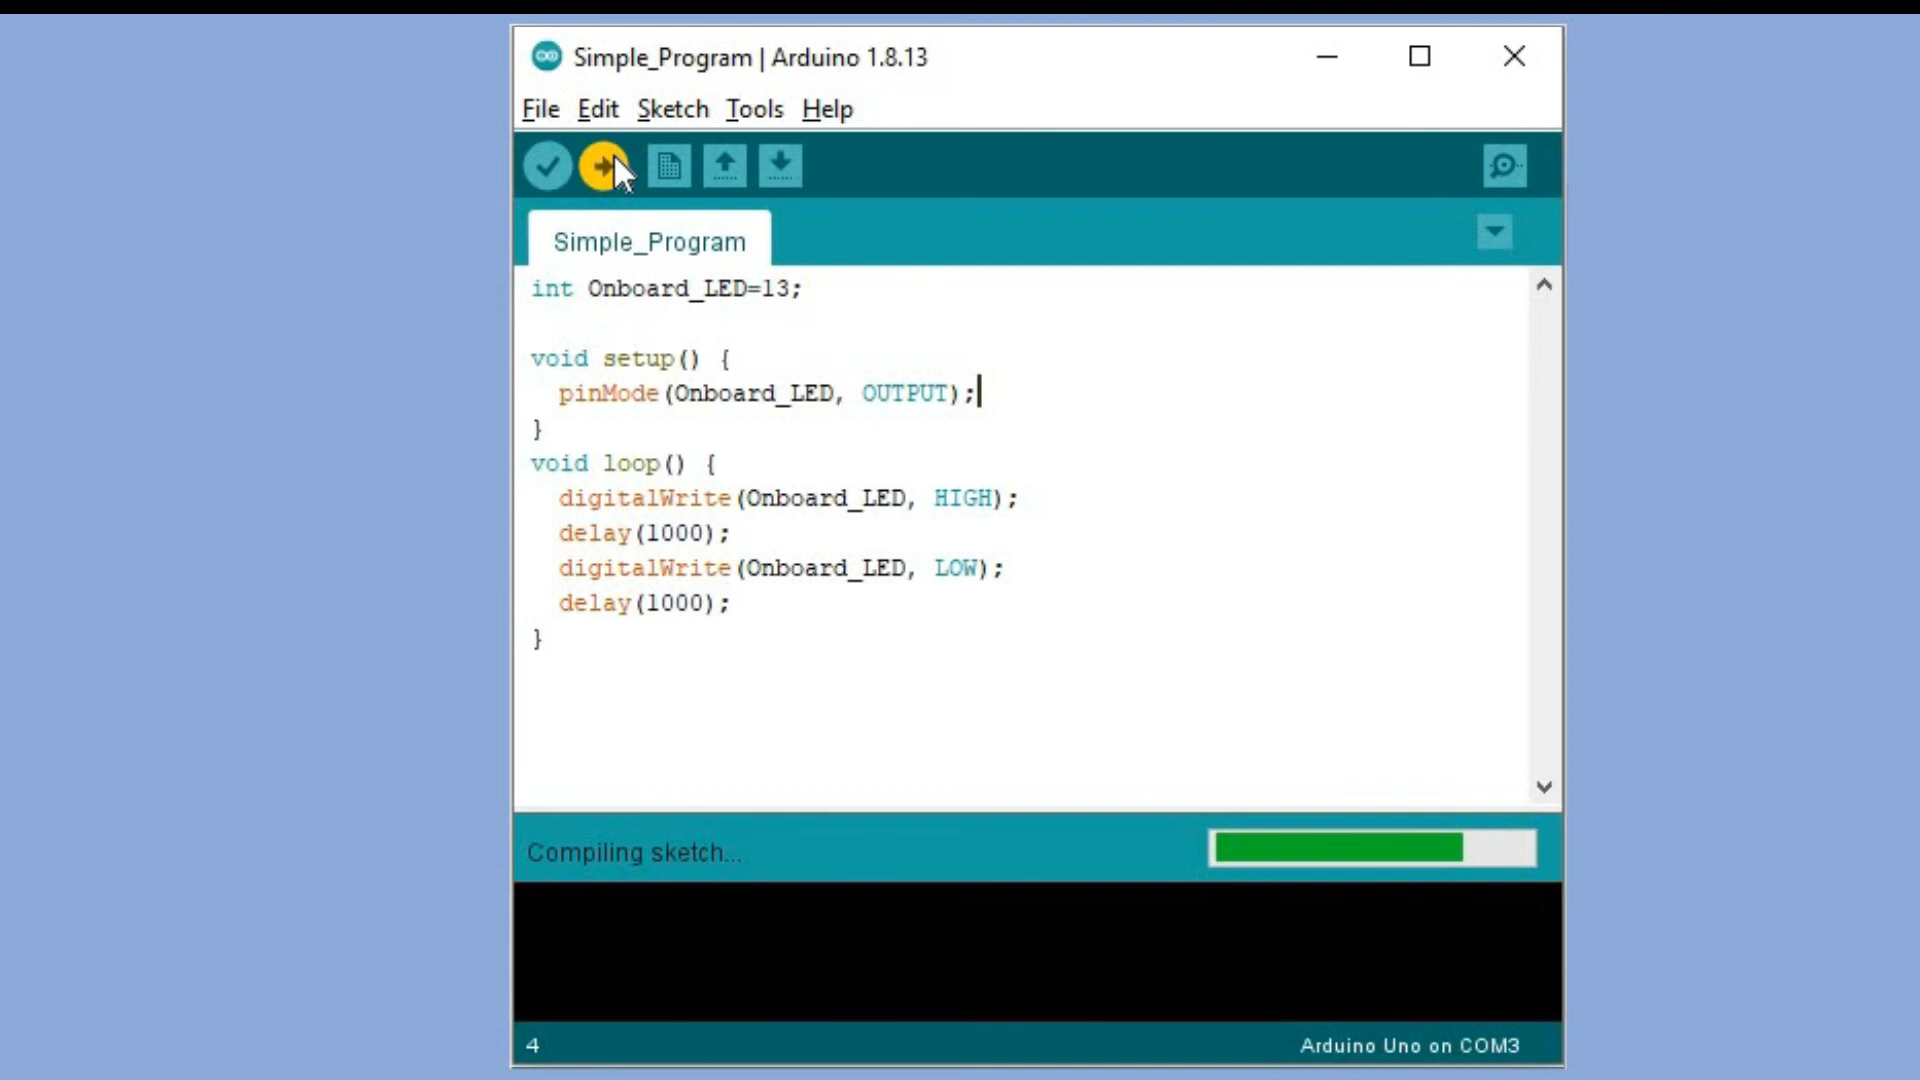 Simple_Program | Arduino 1.8.13
File Edit Sketch Tools Help
Simple_Program
int Onboard_LED=13;
void setup() {
  pinMode(Onboard_LED, OUTPUT);
}
void loop() {
  digitalWrite(Onboard_LED, HIGH);
  delay(1000);
  digitalWrite(Onboard_LED, LOW);
  delay(1000);
}
Compiling sketch...
4 Arduino Uno on COM3